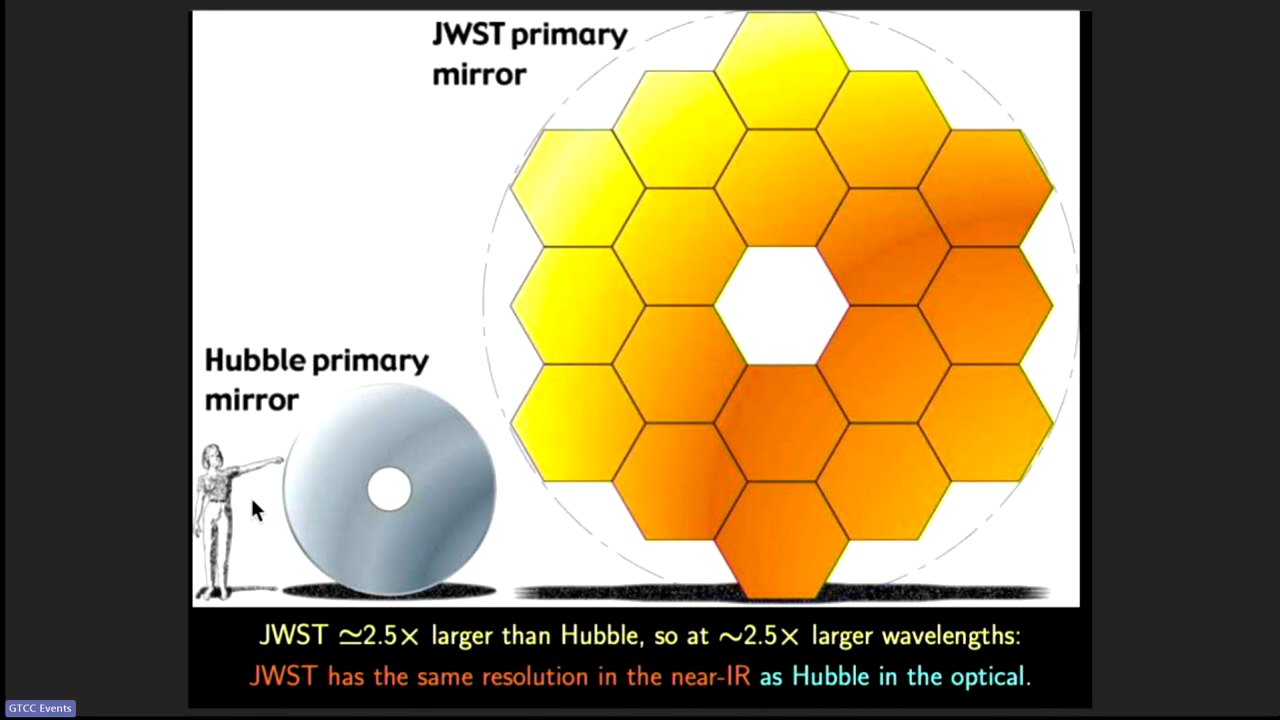 JWST primary
mirror
Hubble primary
mirror
JWST ≃2.5× larger than Hubble, so at ∼2.5× larger wavelengths:
JWST has the same resolution in the near-IR as Hubble in the optical.
GTCC Events